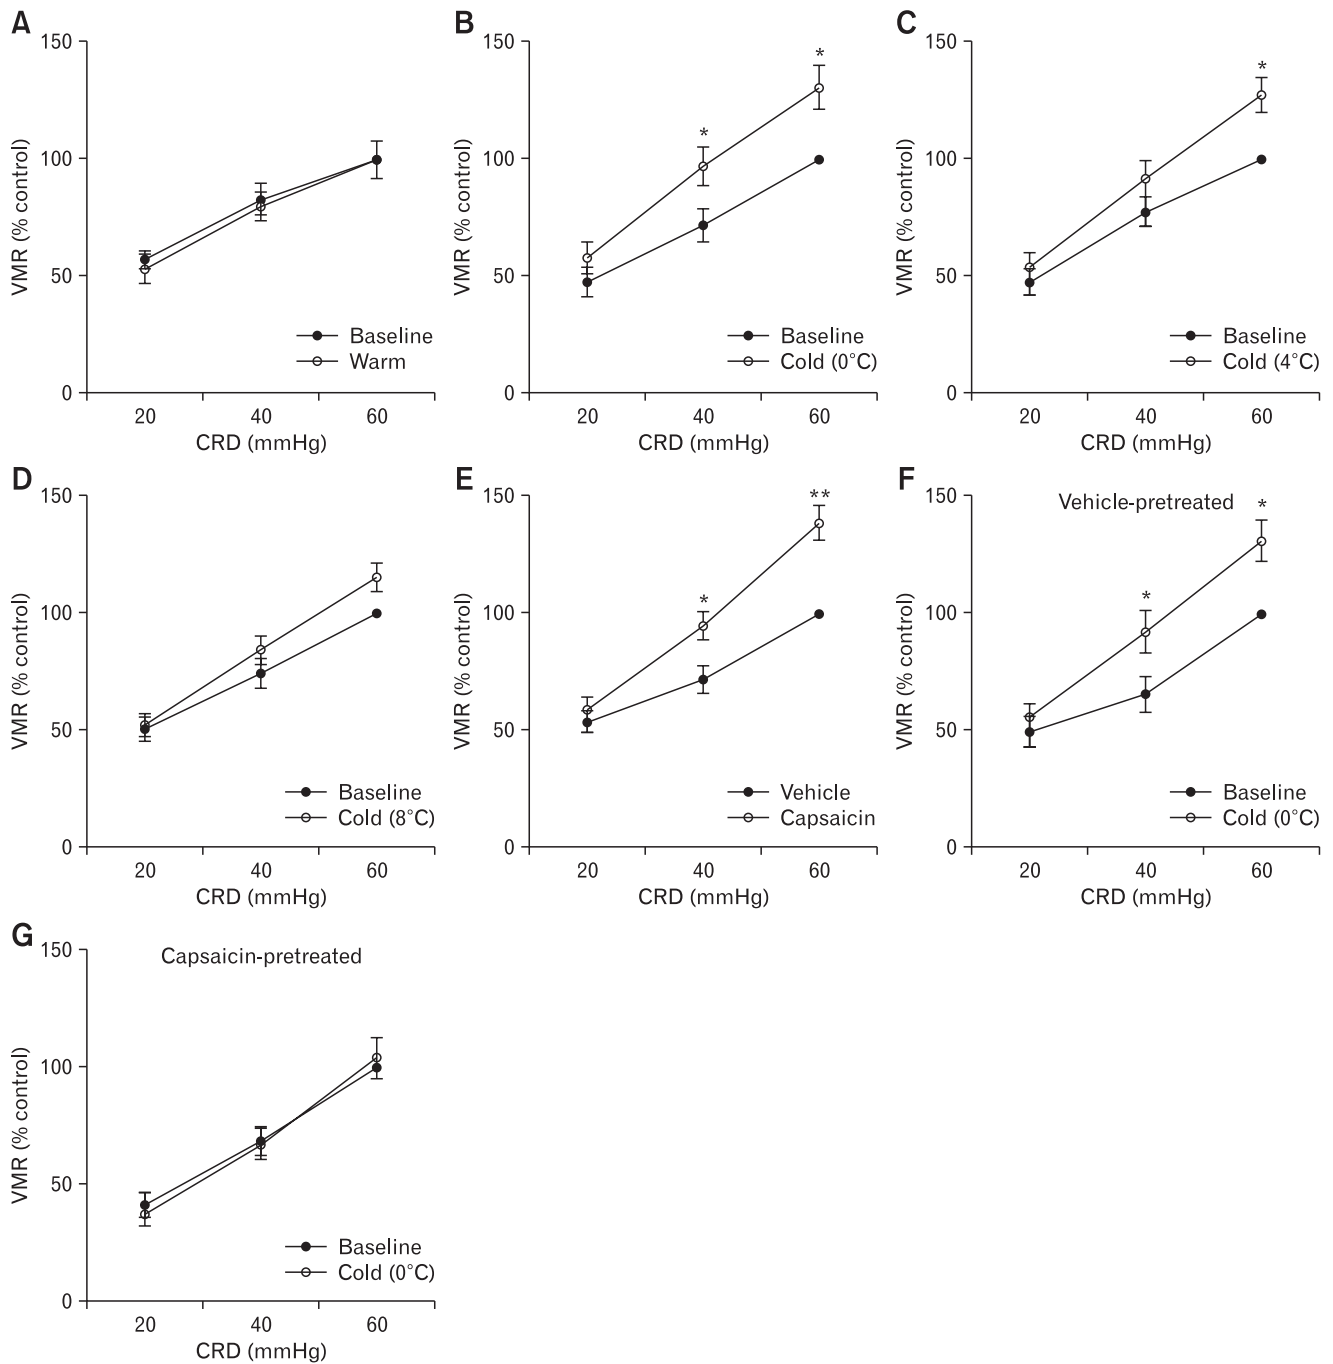 A
150
100
50
0
VMR (% control)
Baseline
Warm
20 40 60
CRD (mmHg)
B
150
100
50
0
VMR (% control)
*
*
Baseline
Cold (0°C)
20 40 60
CRD (mmHg)
C
150
100
50
0
VMR (% control)
*
Baseline
Cold (4°C)
20 40 60
CRD (mmHg)
D
150
100
50
0
VMR (% control)
Baseline
Cold (8°C)
20 40 60
CRD (mmHg)
E
150
100
50
0
VMR (% control)
**
*
Vehicle
Capsaicin
20 40 60
CRD (mmHg)
F
150
100
50
0
VMR (% control)
Vehicle-pretreated
*
*
Baseline
Cold (0°C)
20 40 60
CRD (mmHg)
G
150
100
50
0
VMR (% control)
Capsaicin-pretreated
Baseline
Cold (0°C)
20 40 60
CRD (mmHg)